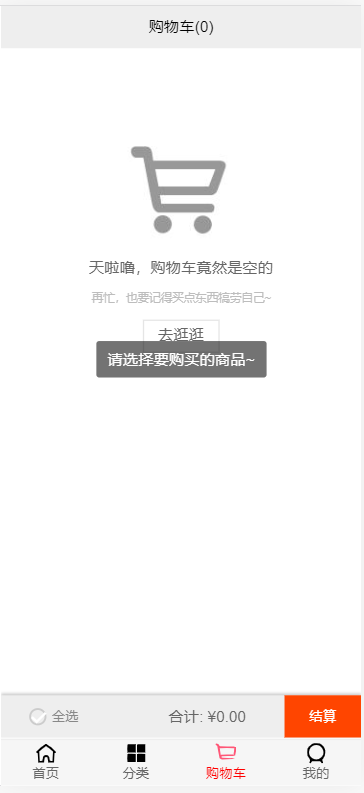 购物车(0)
天啦噜，购物车竟然是空的
再忙，也要记得买点东西犒劳自己~
去逛逛
请选择要购买的商品~
全选 合计: ¥0.00 结算
首页 分类 购物车 我的